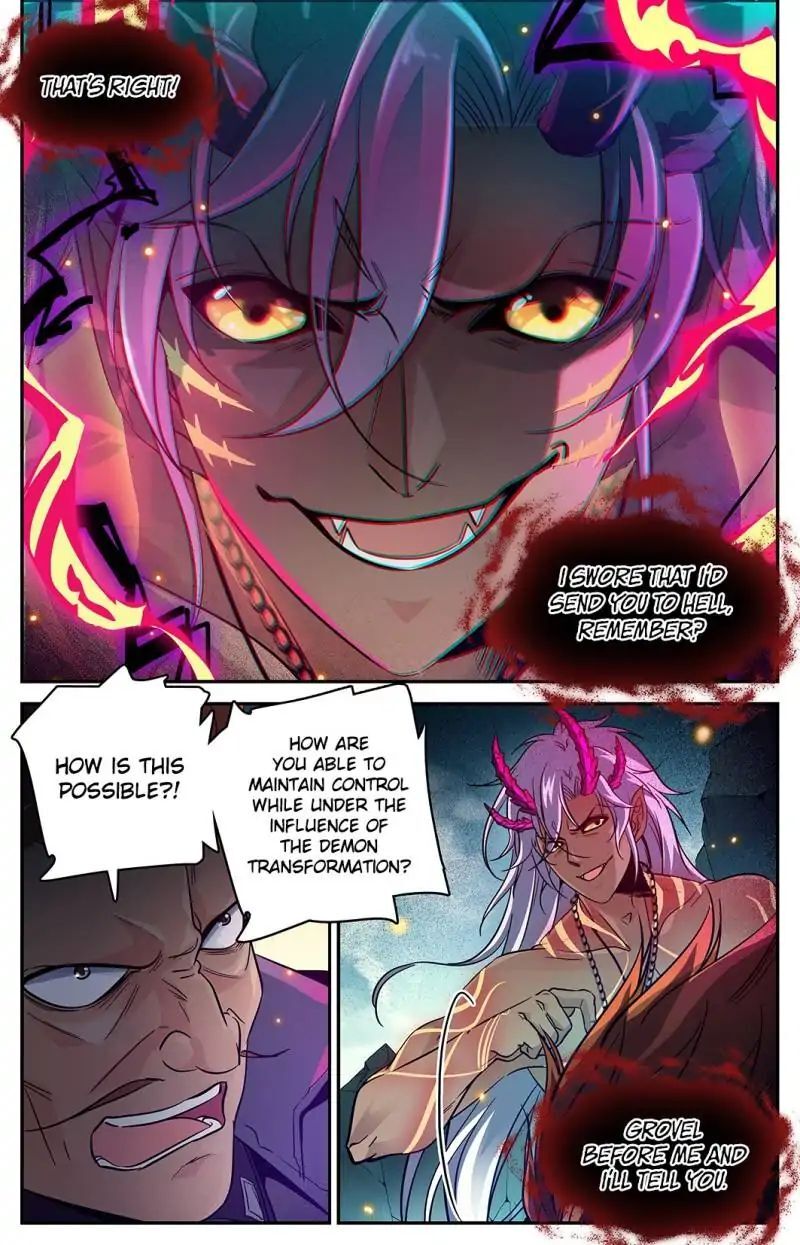 THAT'S RIGHT!
I SWORE THAT I'D
SEND YOU TO HELL,
REMEMBER?
HOW IS THIS
POSSIBLE?!
HOW ARE
YOU ABLE TO
MAINTAIN CONTROL
WHILE UNDER THE
INFLUENCE OF
THE DEMON
TRANSFORMATION?
GROVEL
BEFORE ME AND
I'LL TELL YOU.